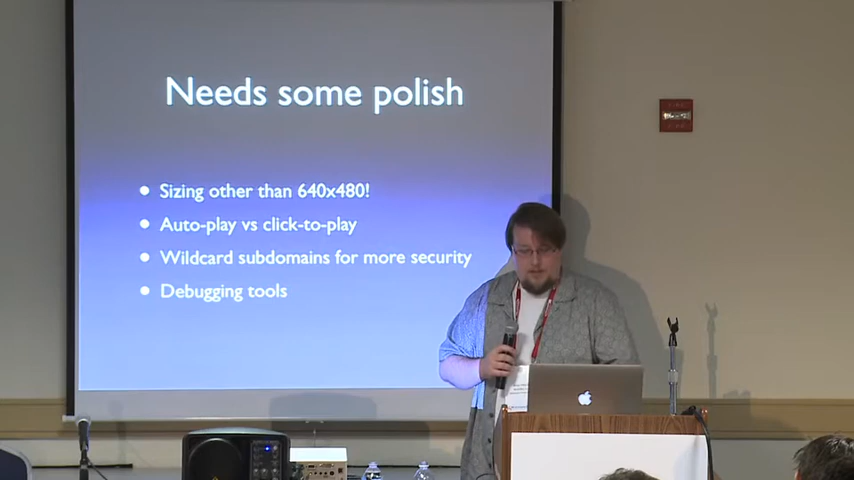 Needs some polish
Sizing other than 640x480!
Auto-play vs click-to-play
Wildcard subdomains for more security
Debugging tools